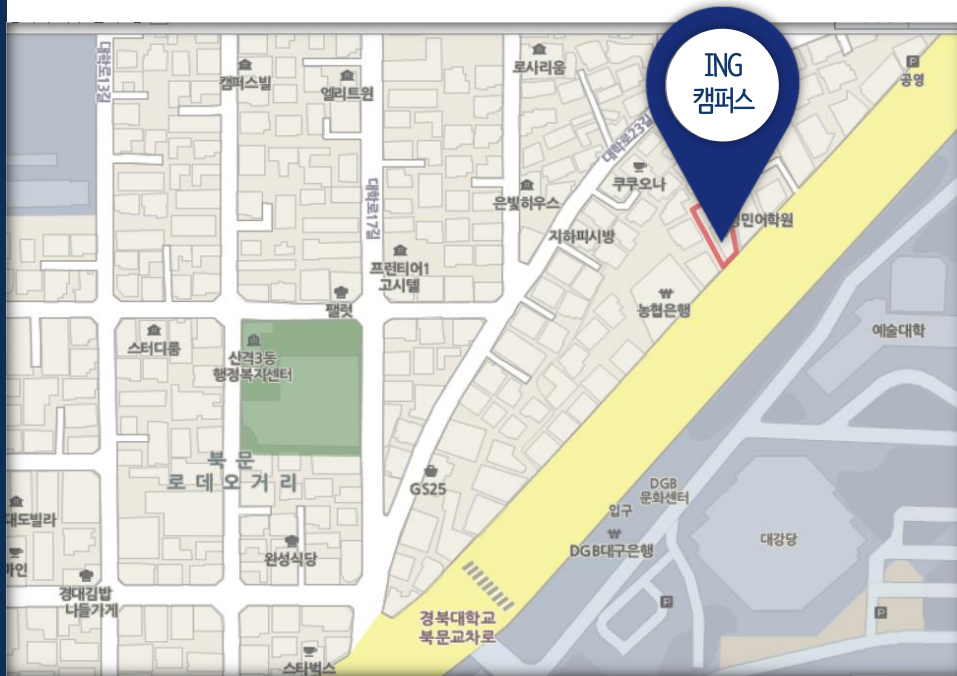 ING
캠퍼스
공영
로사리움
대학로13길
캠퍼스빌
엘리트원
대학로23길
쿠쿠오나
은빛하우스
대학로17길
지하피시방
민어학원
프런티어1
고시텔
농협은행
팰럿
스터디룸
산격3동
행정복지센터
예술대학
북문
로데오거리
GS25
DGB
문화센터
입구
대도빌라
DGB대구은행
대강당
완성식당
마인
경대김밥
나들가게
경북대학교
북문교차로
스타벅스